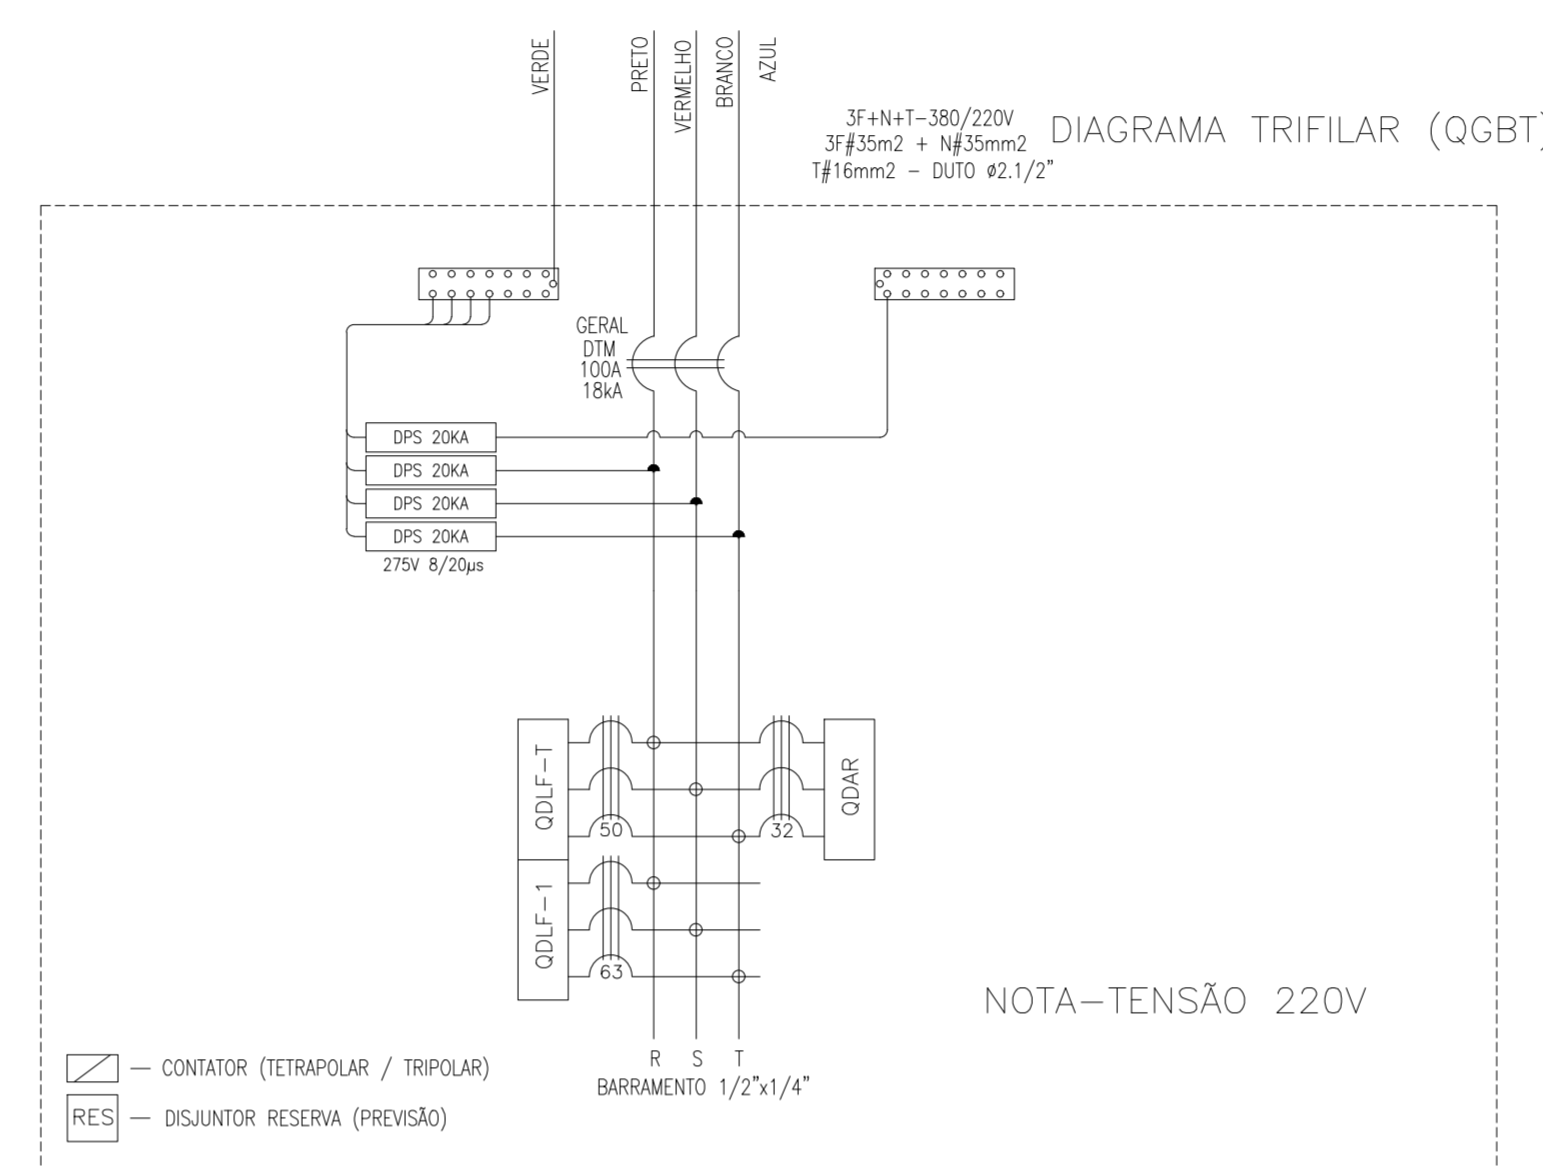 VERDE
PRETO
VERMELHO
BRANCO
AZUL
3F+N+T-380/220V
3F#35m2 + N#35mm2
T#16mm2 - DUTO ø2.1/2"
DIAGRAMA TRIFILAR (QGBT)
GERAL
DTM
100A
18kA
DPS 20KA
DPS 20KA
DPS 20KA
DPS 20KA
275V 8/20µs
QDLF-T
50
32
QDAR
QDLF-1
63
NOTA-TENSÃO 220V
R S T
BARRAMENTO 1/2"x1/4"
— CONTATOR (TETRAPOLAR / TRIPOLAR)
RES — DISJUNTOR RESERVA (PREVISÃO)